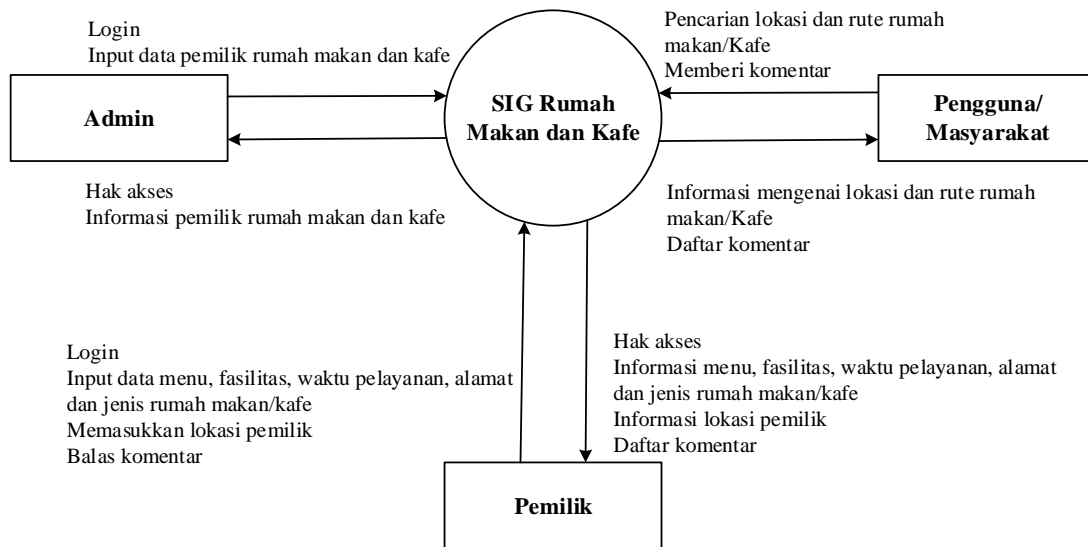 Login
Input data pemilik rumah makan dan kafe
Admin
Hak akses
Informasi pemilik rumah makan dan kafe
SIG Rumah
Makan dan Kafe
Pencarian lokasi dan rute rumah
makan/Kafe
Memberi komentar
Pengguna/
Masyarakat
Informasi mengenai lokasi dan rute rumah
makan/Kafe
Daftar komentar
Login
Input data menu, fasilitas, waktu pelayanan, alamat
dan jenis rumah makan/kafe
Memasukkan lokasi pemilik
Balas komentar
Hak akses
Informasi menu, fasilitas, waktu pelayanan, alamat
dan jenis rumah makan/kafe
Informasi lokasi pemilik
Daftar komentar
Pemilik